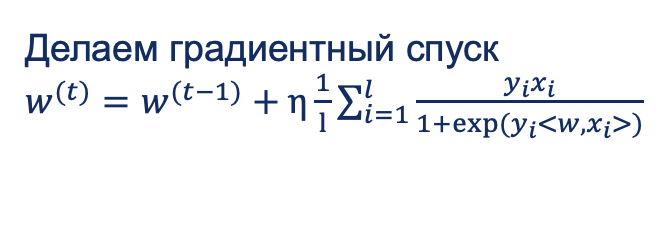 Делаем градиентный спуск
w^(t) = w^(t−1) + η 1/l ∑_{i=1}^{l} y_i x_i / 1+exp(y_i<w,x_i>)